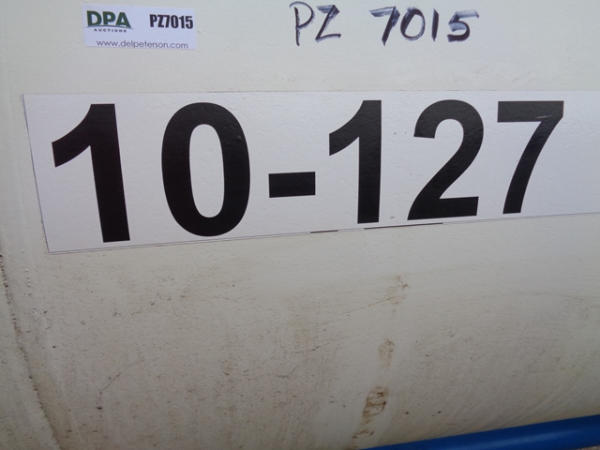 DPA PZ7015
AUCTIONS
www.delpeterson.com
PZ 7015
10-127